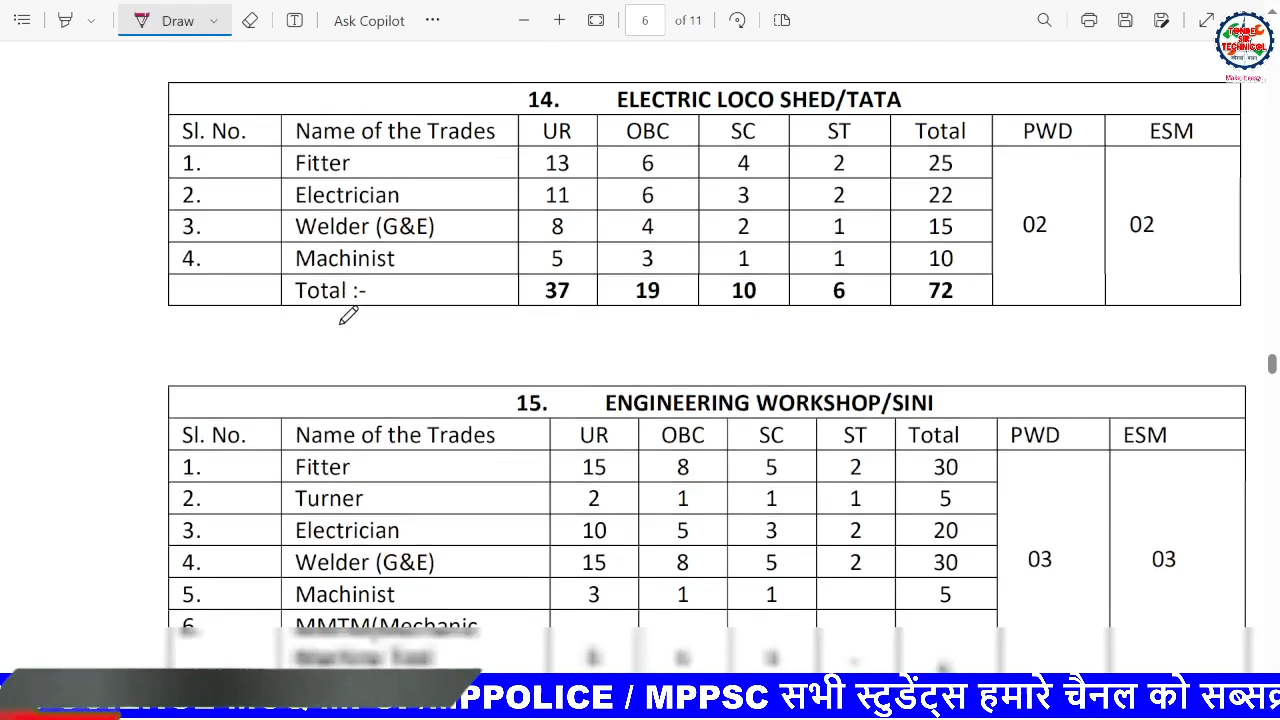 Draw
Ask Copilot
6 of 11
TONDE SIR TECHNICOL
14. ELECTRIC LOCO SHED/TATA
Sl. No. Name of the Trades UR OBC SC ST Total PWD ESM
1. Fitter 13 6 4 2 25
2. Electrician 11 6 3 2 22
3. Welder (G&E) 8 4 2 1 15 02 02
4. Machinist 5 3 1 1 10
Total :- 37 19 10 6 72
15. ENGINEERING WORKSHOP/SINI
Sl. No. Name of the Trades UR OBC SC ST Total PWD ESM
1. Fitter 15 8 5 2 30
2. Turner 2 1 1 1 5
3. Electrician 10 5 3 2 20
4. Welder (G&E) 15 8 5 2 30 03 03
5. Machinist 3 1 1 5
6. MMTM(Mechanic
Machine Tool
MPPOLICE / MPPSC सभी स्टुडेंट्स हमारे चैनल को